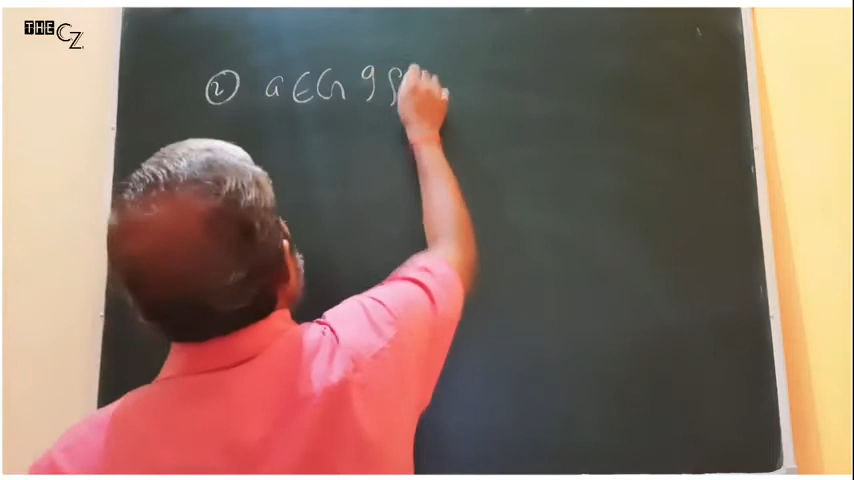 THE CZ
② a ∈ G